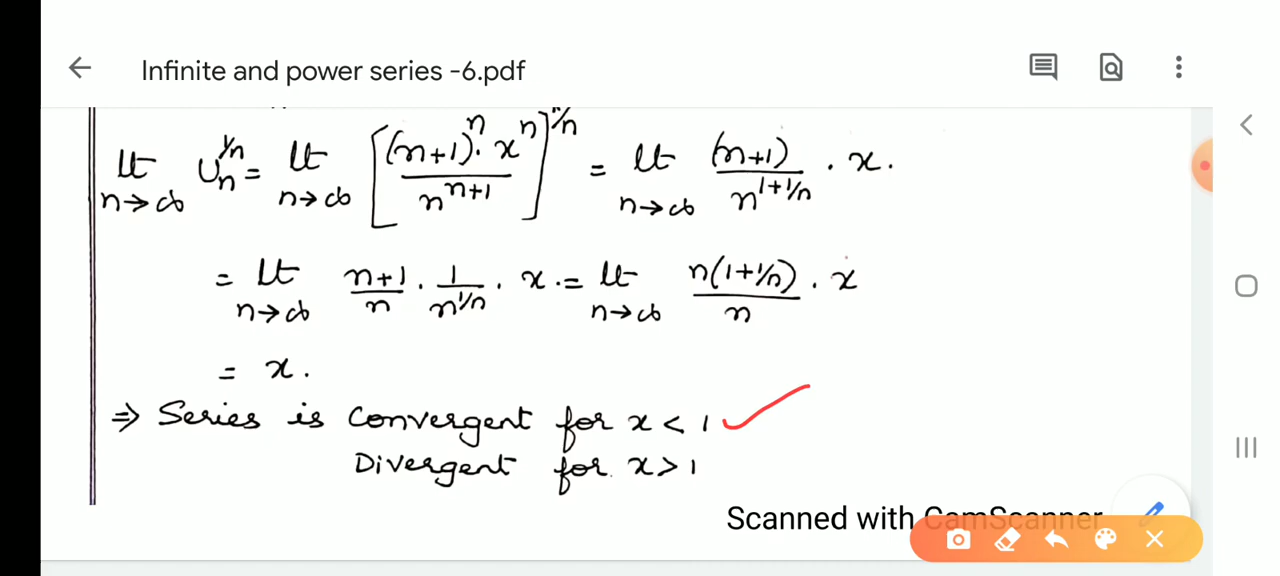 Infinite and power series -6.pdf
lt n→∞ Un^1/n = lt n→∞ [(n+1)^n · x^n / n^n+1]^1/n = lt n→∞ (n+1) / n^1+1/n · x.
= lt n→∞ n+1 / n · 1 / n^1/n · x · = lt n→∞ n(1+1/n) / n · x
= x.
⇒ Series is convergent for x < 1
Divergent for x > 1
Scanned with CamScanner